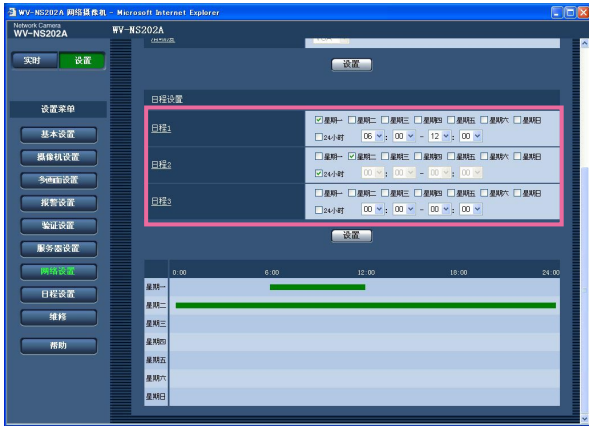 WV-NS202A 网络摄像机 - Microsoft Internet Explorer
Network Camera
WV-NS202A
WV-NS202A
实时 设置
设置
设置菜单
日程设置
基本设置
日程1
星期一 星期二 星期三 星期四 星期五 星期六 星期日
24小时 06 : 00 - 12 : 00
摄像机设置
日程2
星期一 星期二 星期三 星期四 星期五 星期六 星期日
24小时 00 : 00 - 00 : 00
多画面设置
报警设置
日程3
星期一 星期二 星期三 星期四 星期五 星期六 星期日
24小时 00 : 00 - 00 : 00
验证设置
设置
服务器设置
网络设置
0:00 6:00 12:00 18:00 24:00
日程设置
星期一
星期二
维修
星期三
帮助
星期四
星期五
星期六
星期日